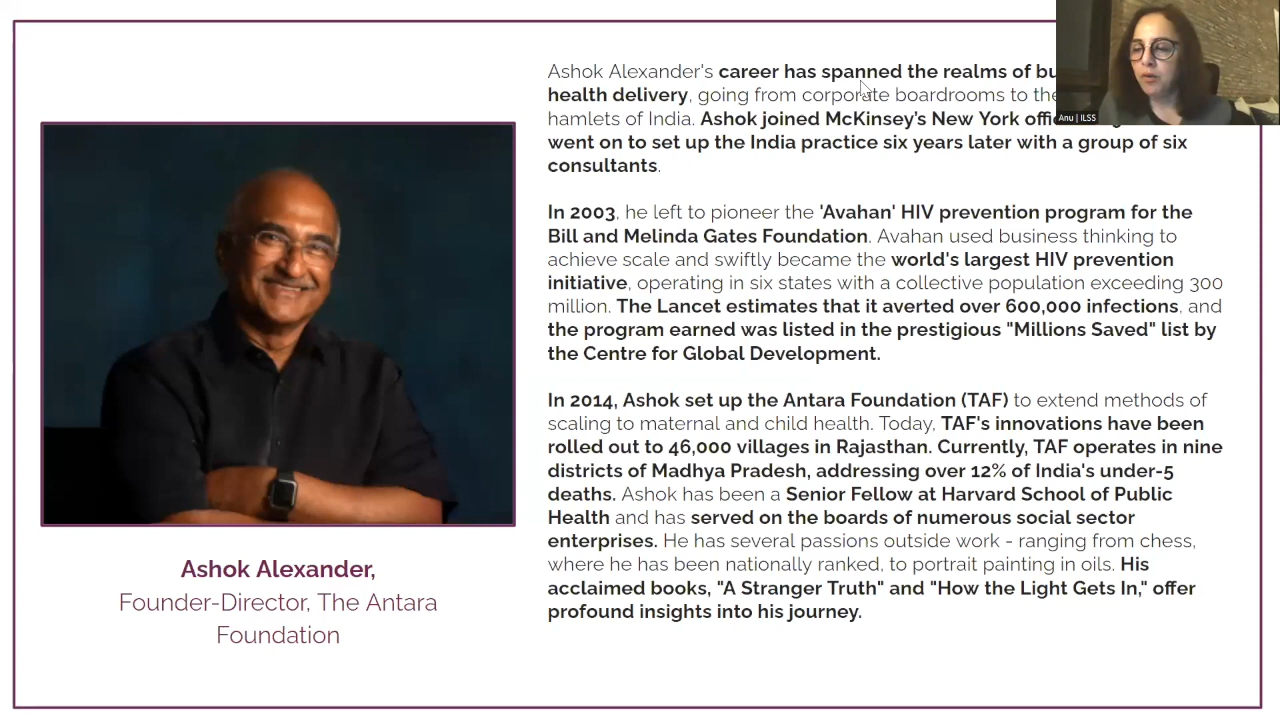 Ashok Alexander's career has spanned the realms of bu
health delivery, going from corporate boardrooms to the
hamlets of India. Ashok joined McKinsey's New York offic
went on to set up the India practice six years later with a group of six
consultants.
In 2003, he left to pioneer the 'Avahan' HIV prevention program for the
Bill and Melinda Gates Foundation. Avahan used business thinking to
achieve scale and swiftly became the world's largest HIV prevention
initiative, operating in six states with a collective population exceeding 300
million. The Lancet estimates that it averted over 600,000 infections, and
the program earned was listed in the prestigious "Millions Saved" list by
the Centre for Global Development.
In 2014, Ashok set up the Antara Foundation (TAF) to extend methods of
scaling to maternal and child health. Today, TAF's innovations have been
rolled out to 46,000 villages in Rajasthan. Currently, TAF operates in nine
districts of Madhya Pradesh, addressing over 12% of India's under-5
deaths. Ashok has been a Senior Fellow at Harvard School of Public
Health and has served on the boards of numerous social sector
enterprises. He has several passions outside work - ranging from chess,
where he has been nationally ranked, to portrait painting in oils. His
acclaimed books, "A Stranger Truth" and "How the Light Gets In," offer
profound insights into his journey.
Ashok Alexander,
Founder-Director, The Antara
Foundation
Anu | ILSS